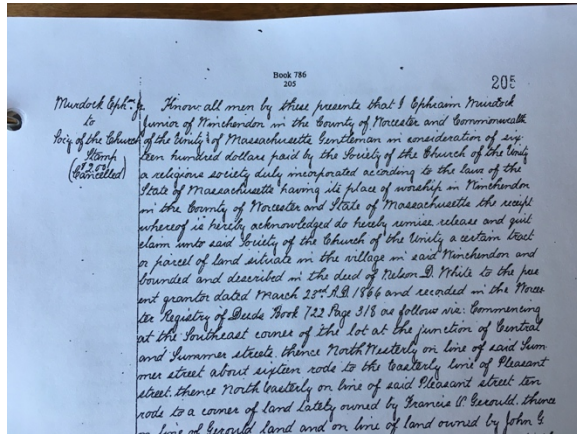 Book 786
205
205
Murdock Eph.m Jr.
to
Socy of the Church of the Unity
Stamp
$2.00
(Cancelled)
Know all men by these presents that I Ephraim Murdock
Junior of Winchendon in the County of Worcester and Commonwealth
of Massachusetts Gentleman in consideration of six-
teen hundred dollars paid by the Society of the Church of the Unity
a religious society duly incorporated according to the laws of the
State of Massachusetts having its place of worship in Winchendon
in the County of Worcester and State of Massachusetts the receipt
whereof is hereby acknowledged do hereby remise release and quit
claim unto said Society of the Church of the Unity a certain tract
or parcel of land situate in the village in said Winchendon and
bounded and described in the deed of Nelson D. White to the pres
ent grantor dated March 23rd A.D. 1866 and recorded in the Worces
ter Registry of Deeds Book 722 Page 318 as follows viz: Commencing
at the Southeast corner of the lot at the junction of Central
and Summer streets, thence North Westerly on line of said Sum
mer street about sixteen rods to the Easterly line of Pleasant
street, thence North Easterly on line of said Pleasant street ten
rods to a corner of land lately owned by Francis W. Gerould, thence
on line of Gerould land and on line of land owned by John G.